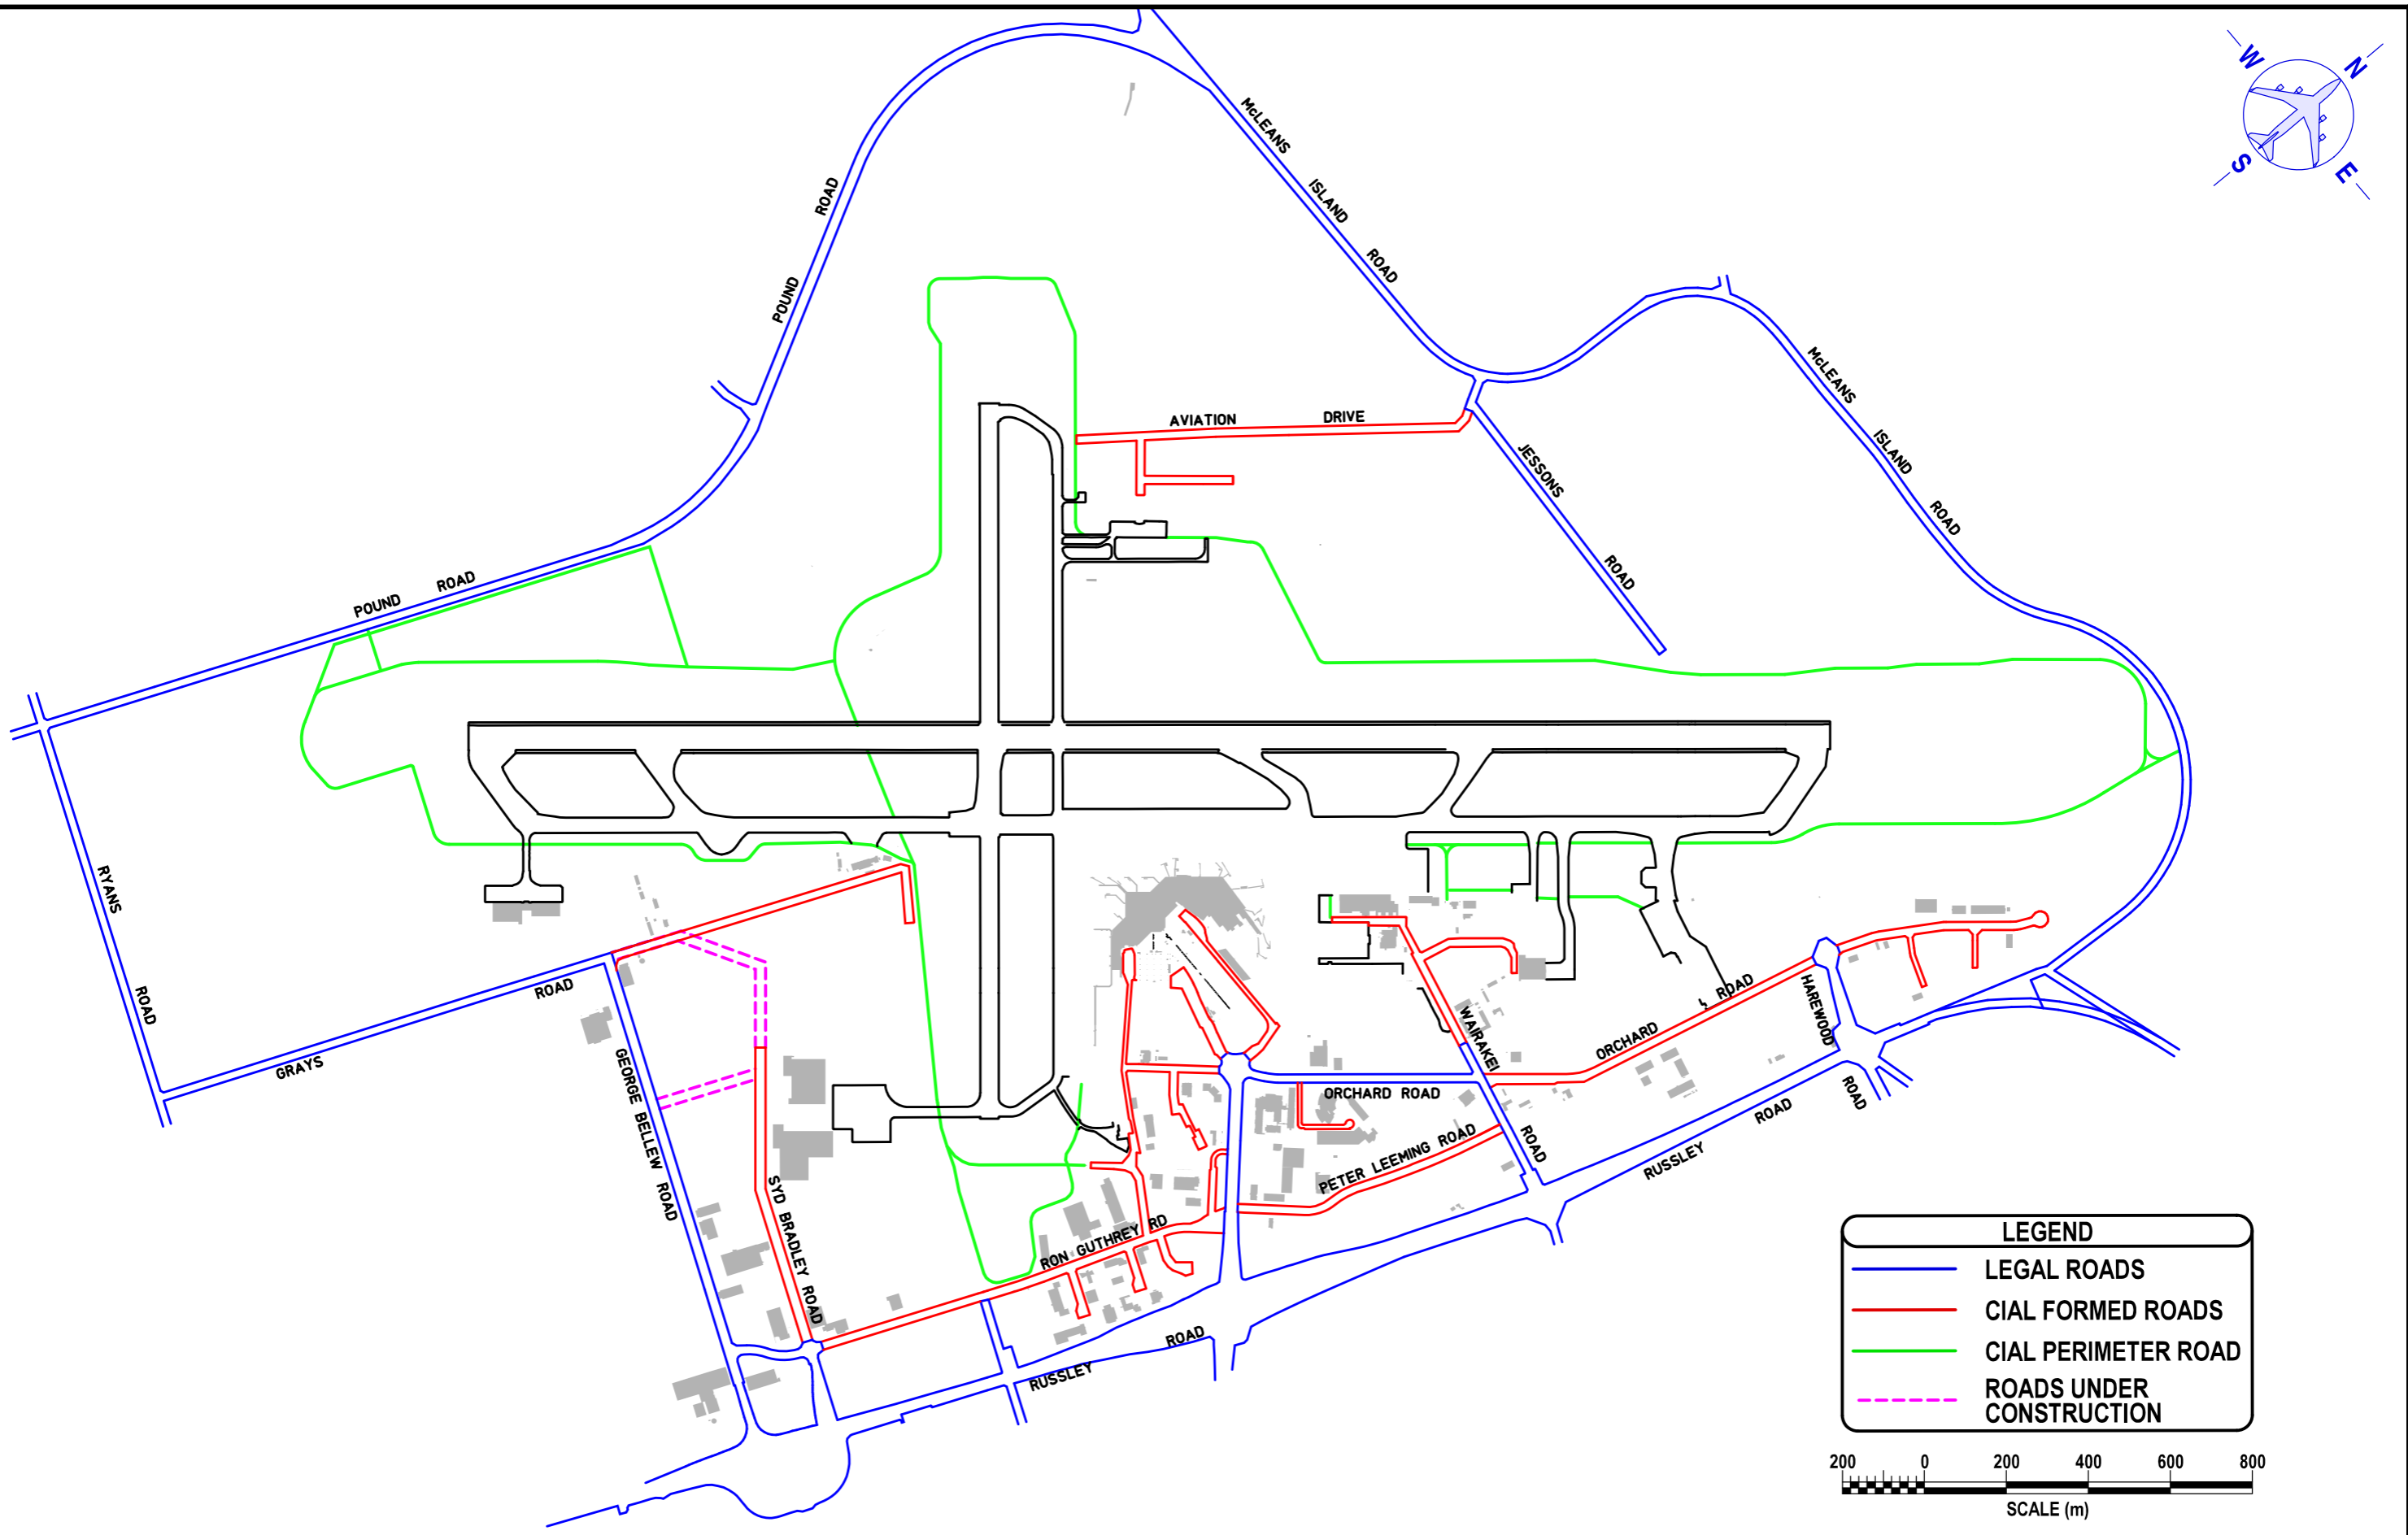 W
N
S
E
McLEANS
ISLAND
ROAD
POUND
ROAD
McLEANS
ISLAND
ROAD
AVIATION
DRIVE
JESSONS
ROAD
POUND
ROAD
RYANS
ROAD
GRAYS
ROAD
GEORGE BELLEW
ROAD
SYD BRADLEY
ROAD
RON GUTHREY RD
PETER LEEMING ROAD
ORCHARD ROAD
WAIRAKEI
ROAD
ORCHARD
ROAD
HAREWOOD
ROAD
RUSSLEY
ROAD
RUSSLEY
ROAD
LEGEND
LEGAL ROADS
CIAL FORMED ROADS
CIAL PERIMETER ROAD
ROADS UNDER
CONSTRUCTION
200 0 200 400 600 800
SCALE (m)